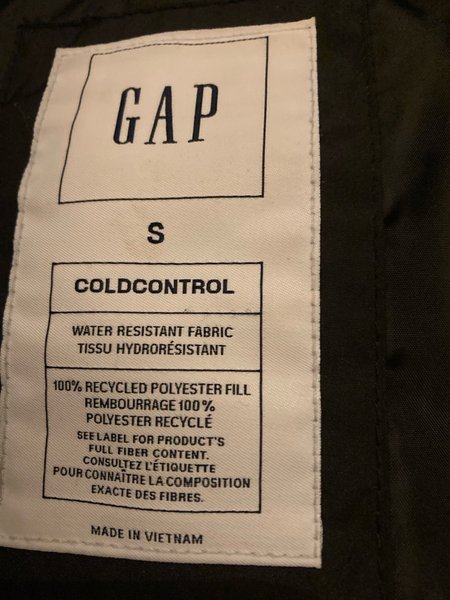 GAP
S
COLDCONTROL
WATER RESISTANT FABRIC
TISSU HYDRORÉSISTANT
100% RECYCLED POLYESTER FILL
REMBOURRAGE 100%
POLYESTER RECYCLÉ
SEE LABEL FOR PRODUCT'S
FULL FIBER CONTENT.
CONSULTEZ L'ÉTIQUETTE
POUR CONNAÎTRE LA COMPOSITION
EXACTE DES FIBRES.
MADE IN VIETNAM